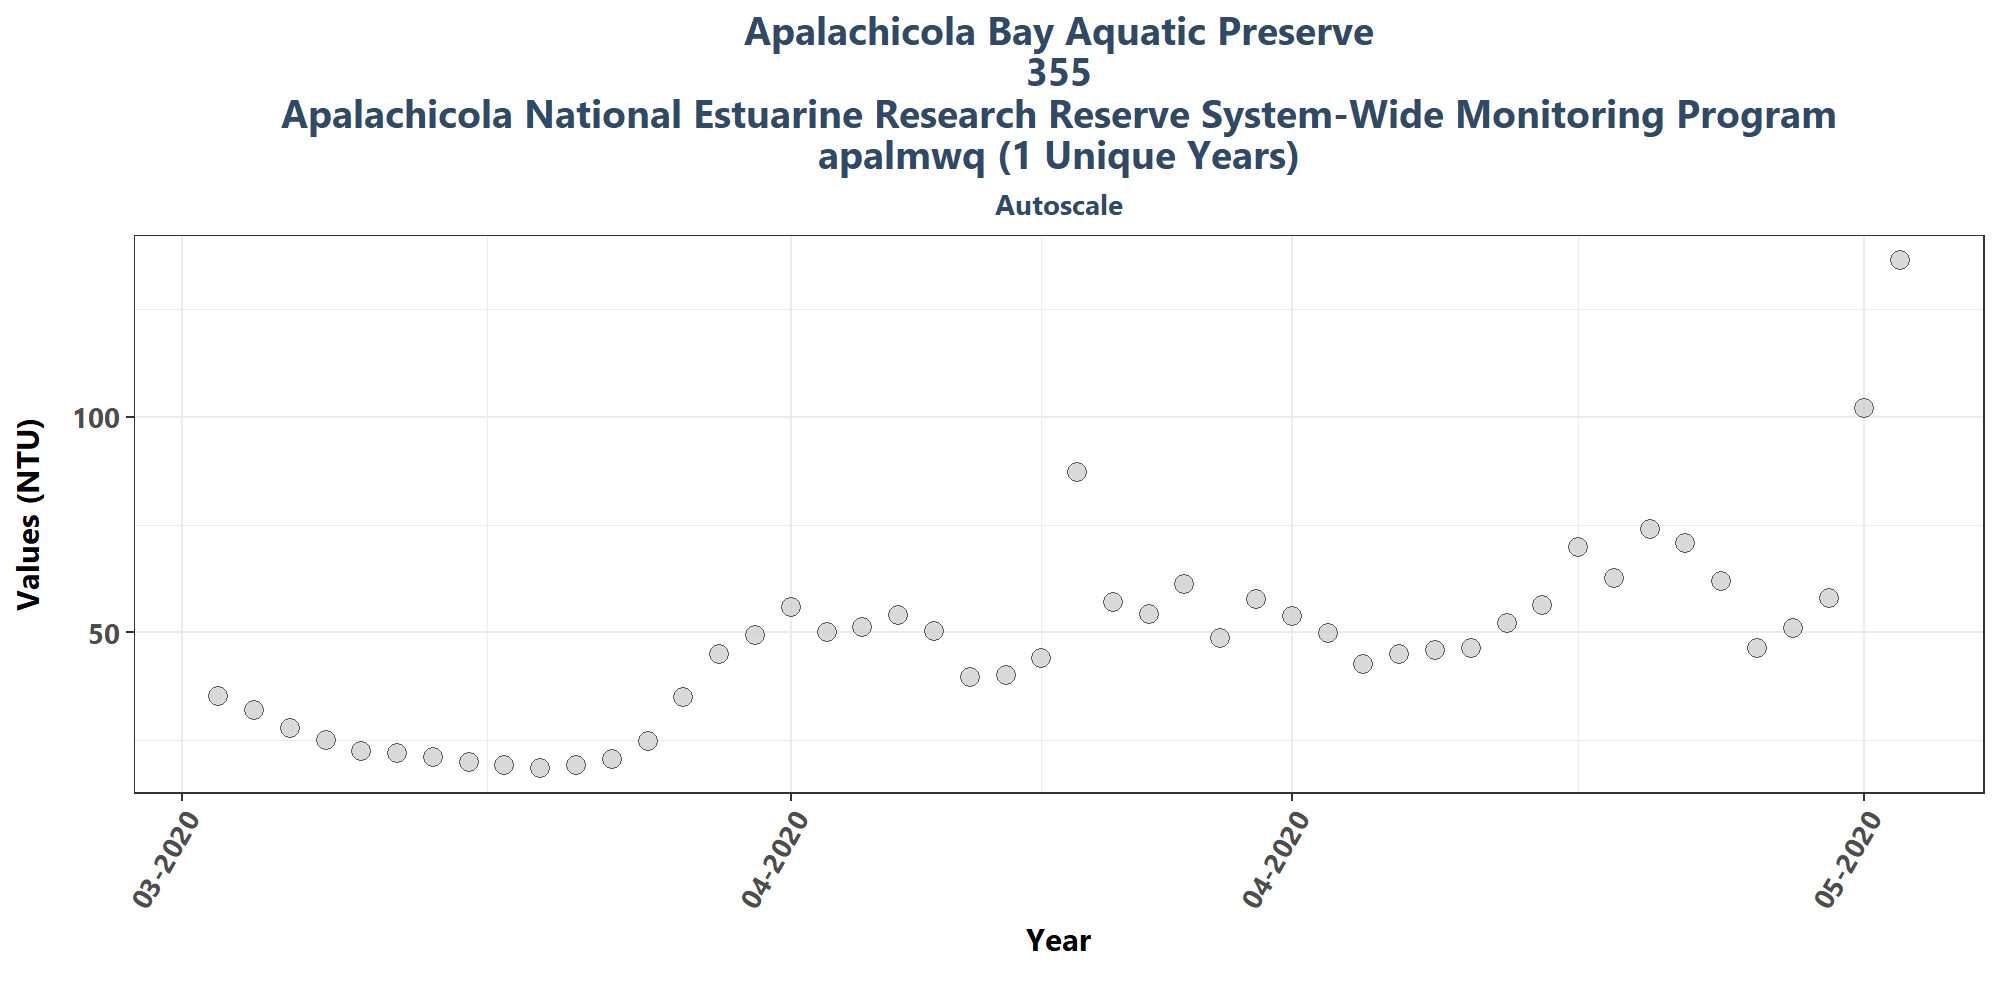 Apalachicola Bay Aquatic Preserve
355
Apalachicola National Estuarine Research Reserve System-Wide Monitoring Program
apalmwq (1 Unique Years)
Autoscale
Values (NTU)
100
50
03-2020
04-2020
04-2020
05-2020
Year